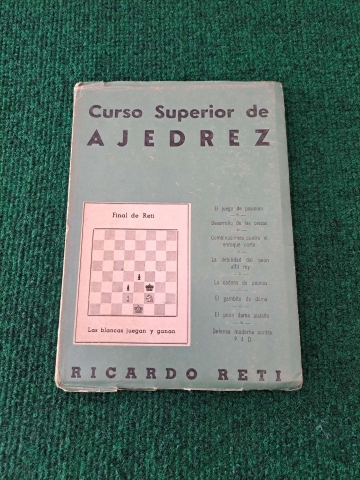 Curso Superior de
AJEDREZ
Final de Reti
Las blancas juegan y ganan
El juego de posición
Desarrollo de las piezas
Combinaciones contra el
enroque corto
La debilidad del peón
alfil rey
La cadena de peones
El gambito de dama
El peón dama aislado
Defensa moderna contra
P 4 D
RICARDO RETI